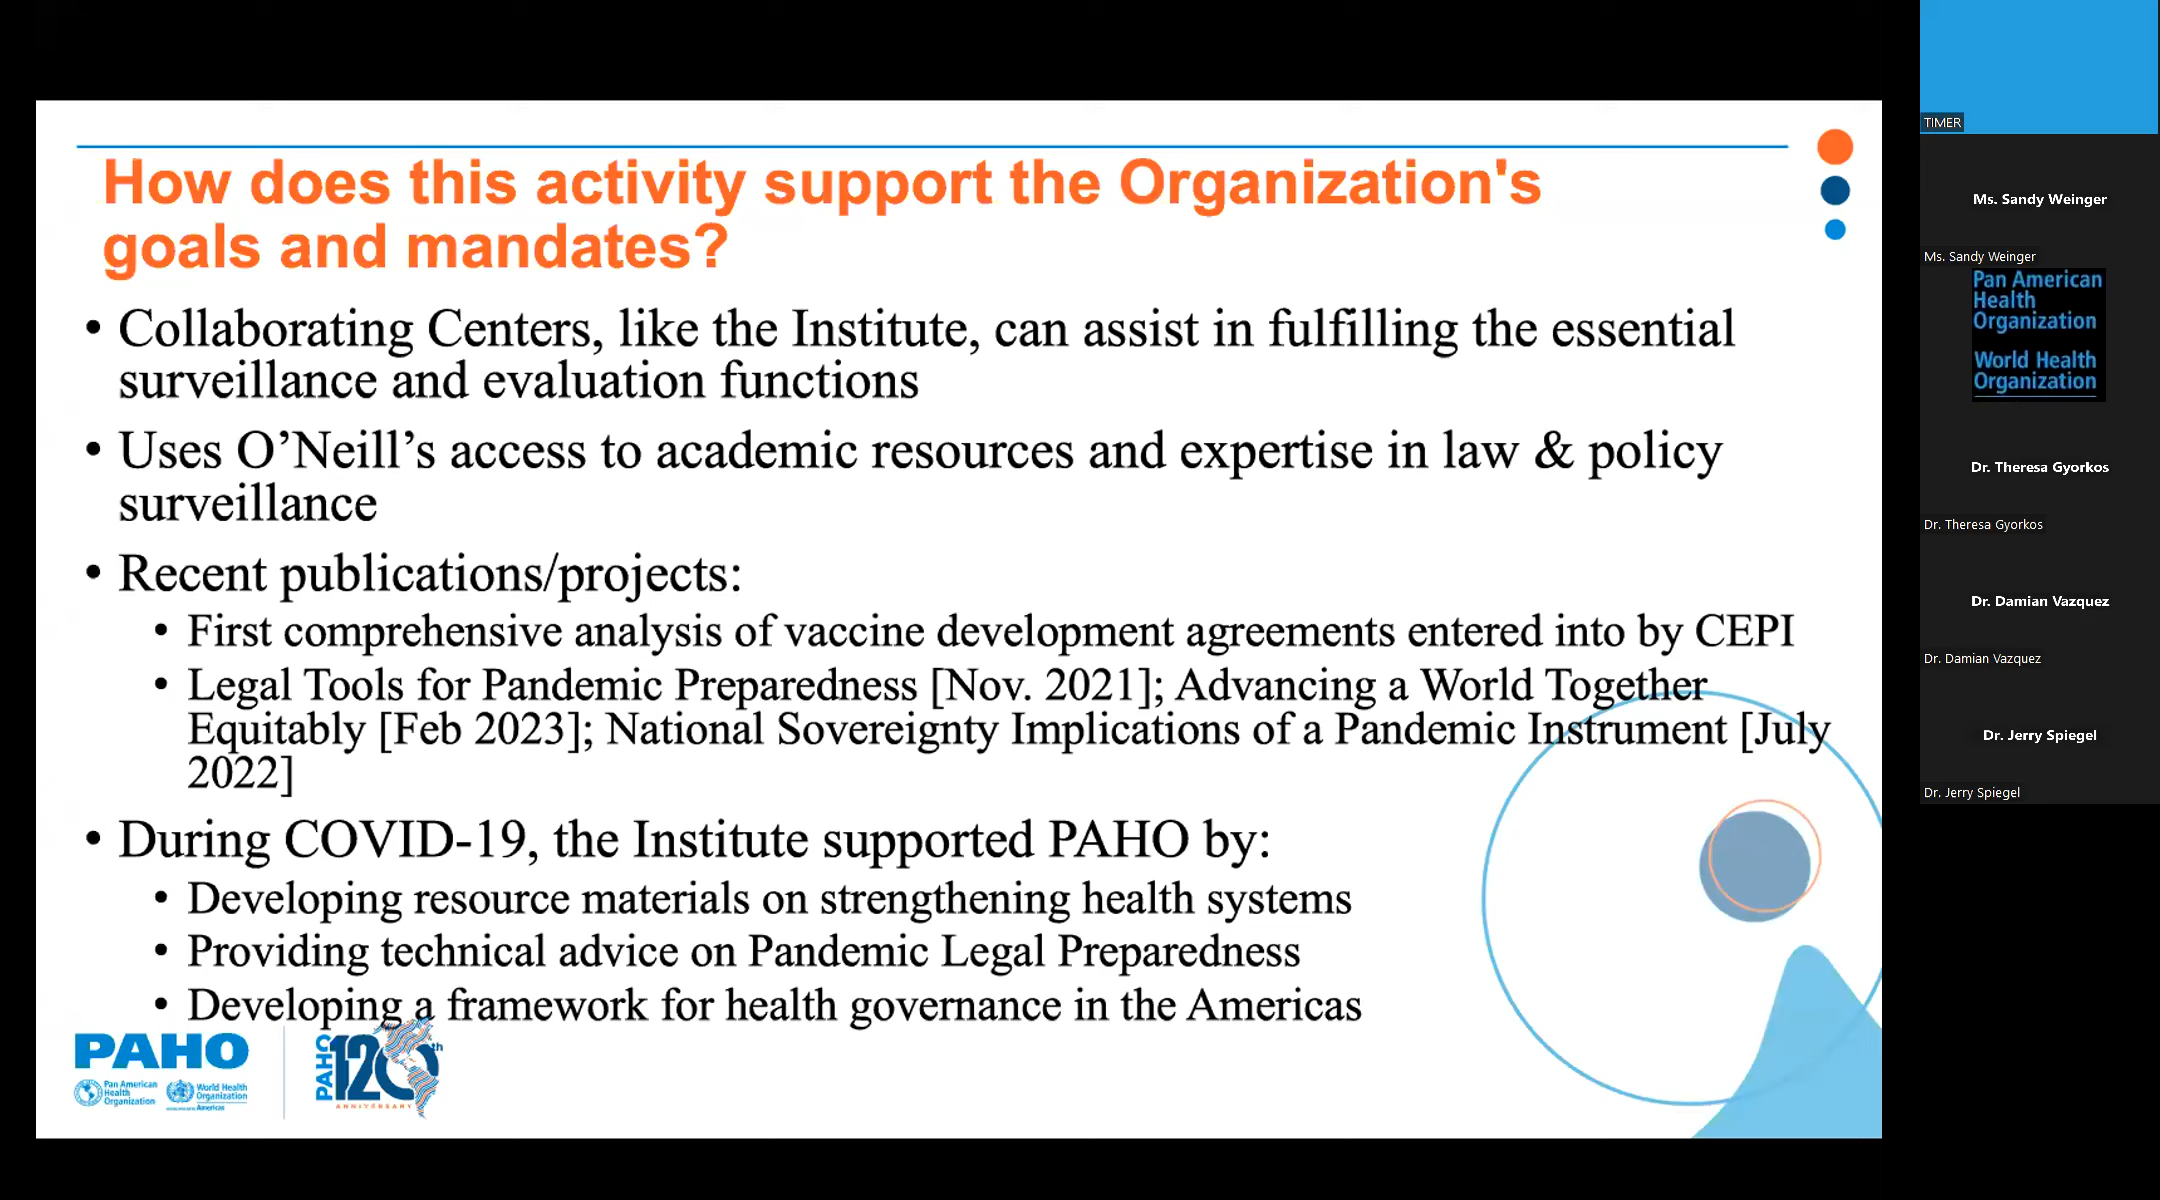 How does this activity support the Organization's
goals and mandates?
• Collaborating Centers, like the Institute, can assist in fulfilling the essential
surveillance and evaluation functions
• Uses O’Neill’s access to academic resources and expertise in law & policy
surveillance
• Recent publications/projects:
• First comprehensive analysis of vaccine development agreements entered into by CEPI
• Legal Tools for Pandemic Preparedness [Nov. 2021]; Advancing a World Together
Equitably [Feb 2023]; National Sovereignty Implications of a Pandemic Instrument [July
2022]
• During COVID-19, the Institute supported PAHO by:
• Developing resource materials on strengthening health systems
• Providing technical advice on Pandemic Legal Preparedness
• Developing a framework for health governance in the Americas
PAHO
Pan American
Health
Organization
World Health
Organization
Americas
PAHO
120th
ANNIVERSARY
TIMER
Ms. Sandy Weinger
Ms. Sandy Weinger
Pan American
Health
Organization
World Health
Organization
Dr. Theresa Gyorkos
Dr. Theresa Gyorkos
Dr. Damian Vazquez
Dr. Damian Vazquez
Dr. Jerry Spiegel
Dr. Jerry Spiegel